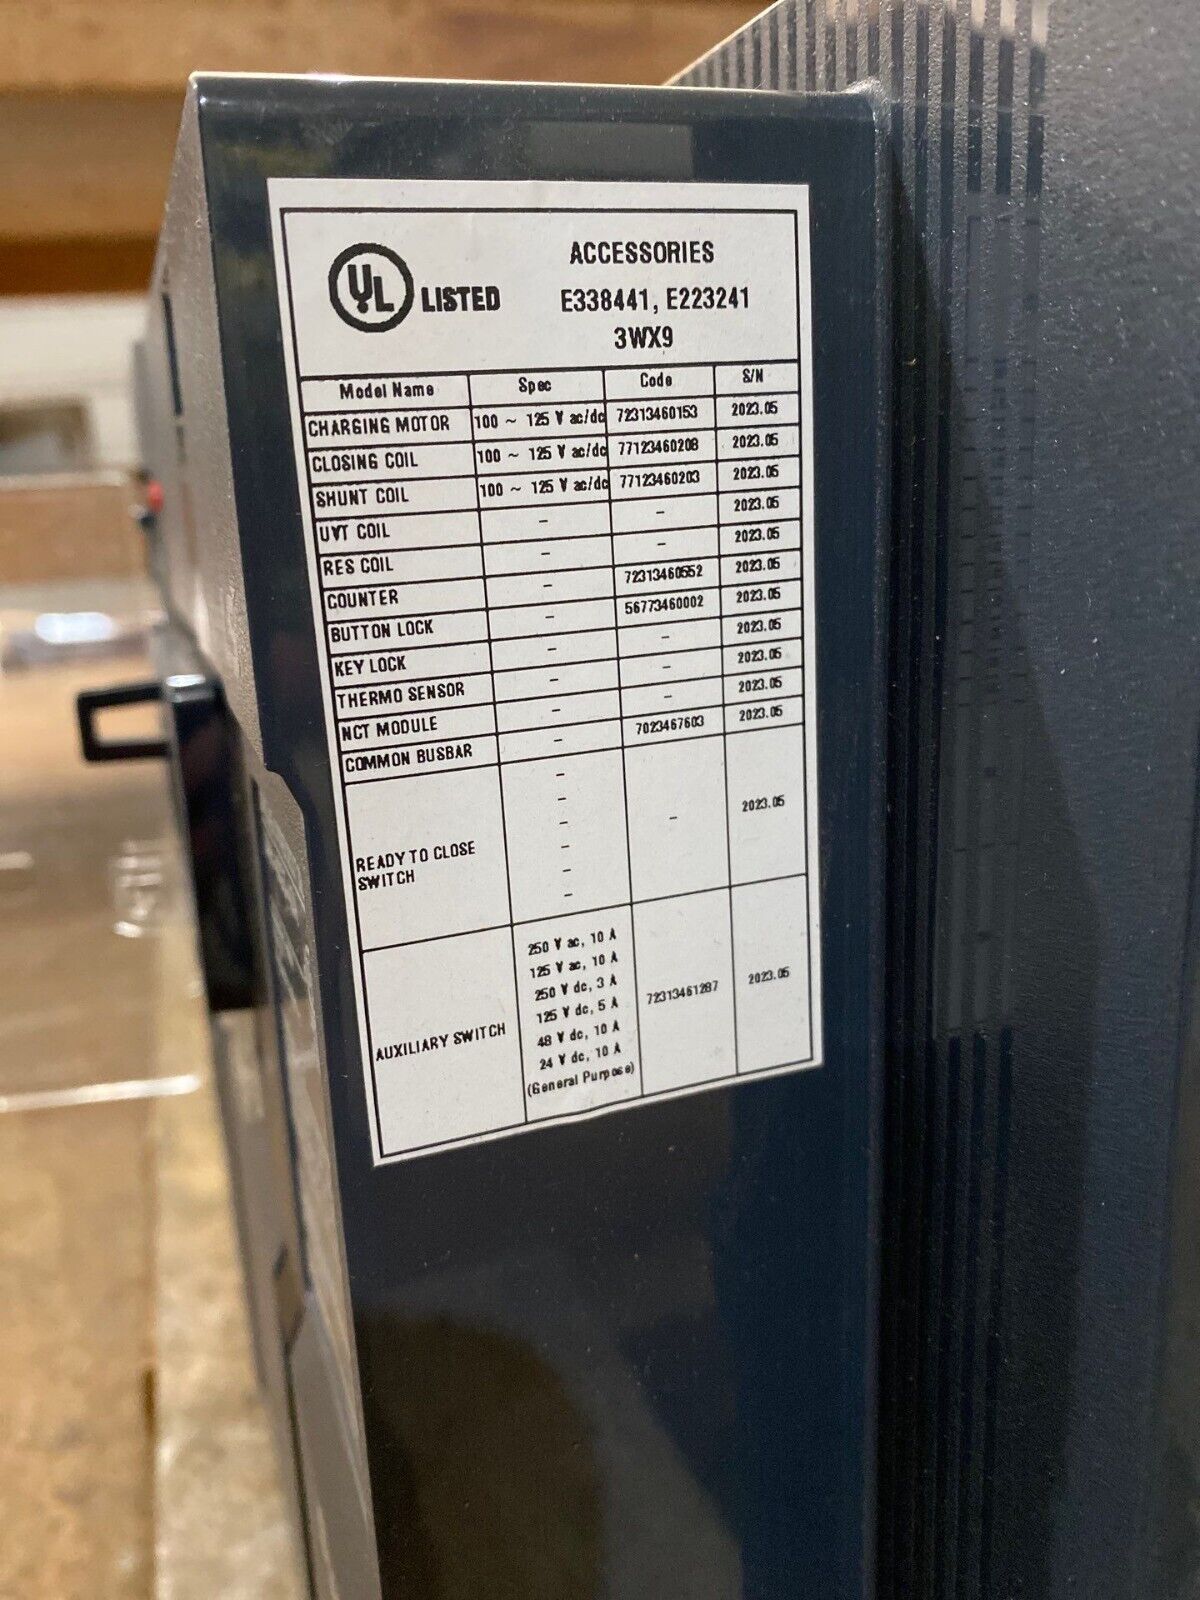 UL LISTED
ACCESSORIES
E338441, E223241
3WX9
Model Name Spec Code S/N
CHARGING MOTOR 100 ~ 125 V ac/dc 72313460153 2023.05
CLOSING COIL 100 ~ 125 V ac/dc 77123460208 2023.05
SHUNT COIL 100 ~ 125 V ac/dc 77123460203 2023.05
UVT COIL - - 2023.05
RES COIL - - 2023.05
COUNTER - 72313460552 2023.05
BUTTON LOCK - 56773460002 2023.05
KEY LOCK - - 2023.05
THERMO SENSOR - - 2023.05
NCT MODULE - - 2023.05
COMMON BUSBAR - 7023467603 2023.05
READY TO CLOSE
SWITCH
-
-
-
-
-
-
- 2023.05
AUXILIARY SWITCH
250 V ac, 10 A
125 V ac, 10 A
250 V dc, 3 A
125 V dc, 5 A
48 V dc, 10 A
24 V dc, 10 A
(General Purpose)
72313461287 2023.05